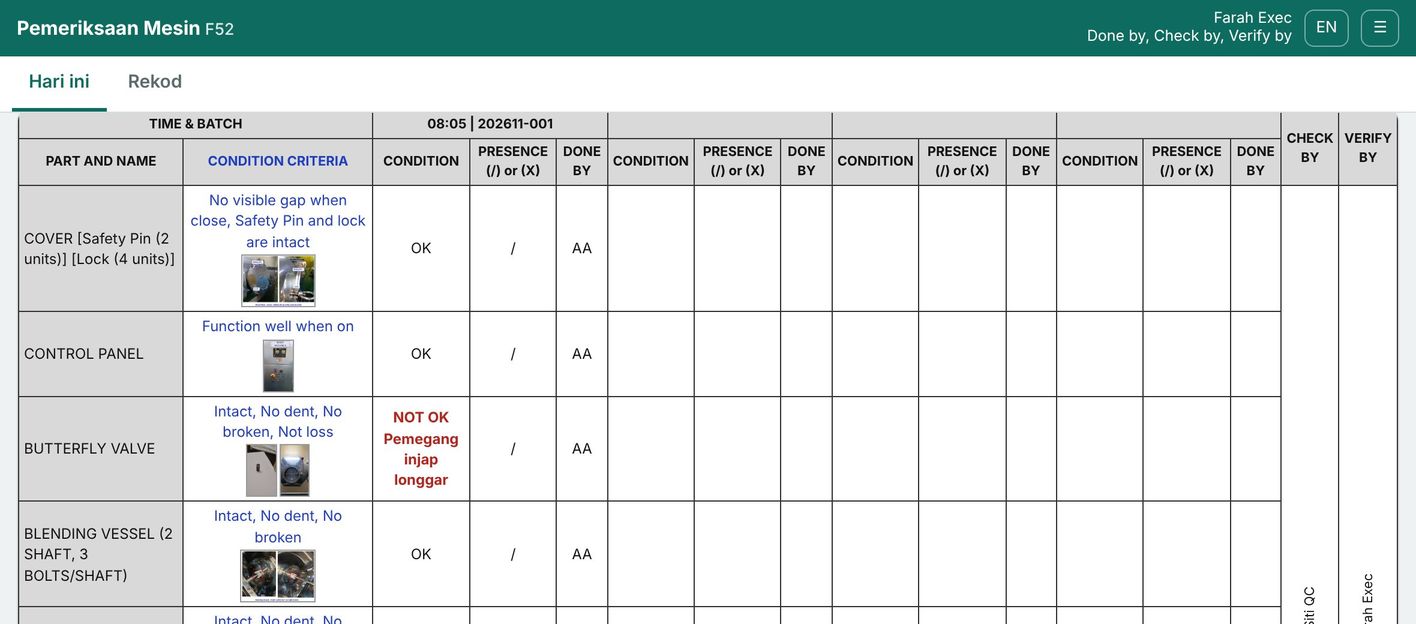 Pemeriksaan Mesin F52
Farah Exec
Done by, Check by, Verify by
EN
Hari ini
Rekod
TIME & BATCH
08:05 | 202611-001
CHECK
BY
VERIFY
BY
PART AND NAME
CONDITION CRITERIA
CONDITION
PRESENCE
(/) or (X)
DONE
BY
CONDITION
PRESENCE
(/) or (X)
DONE
BY
CONDITION
PRESENCE
(/) or (X)
DONE
BY
CONDITION
PRESENCE
(/) or (X)
DONE
BY
COVER [Safety Pin (2
units)] [Lock (4 units)]
No visible gap when
close, Safety Pin and lock
are intact
OK
/
AA
CONTROL PANEL
Function well when on
OK
/
AA
BUTTERFLY VALVE
Intact, No dent, No
broken, Not loss
NOT OK
Pemegang
injap
longgar
/
AA
BLENDING VESSEL (2
SHAFT, 3
BOLTS/SHAFT)
Intact, No dent, No
broken
OK
/
AA
Intact, No dent, No
QC
Exec